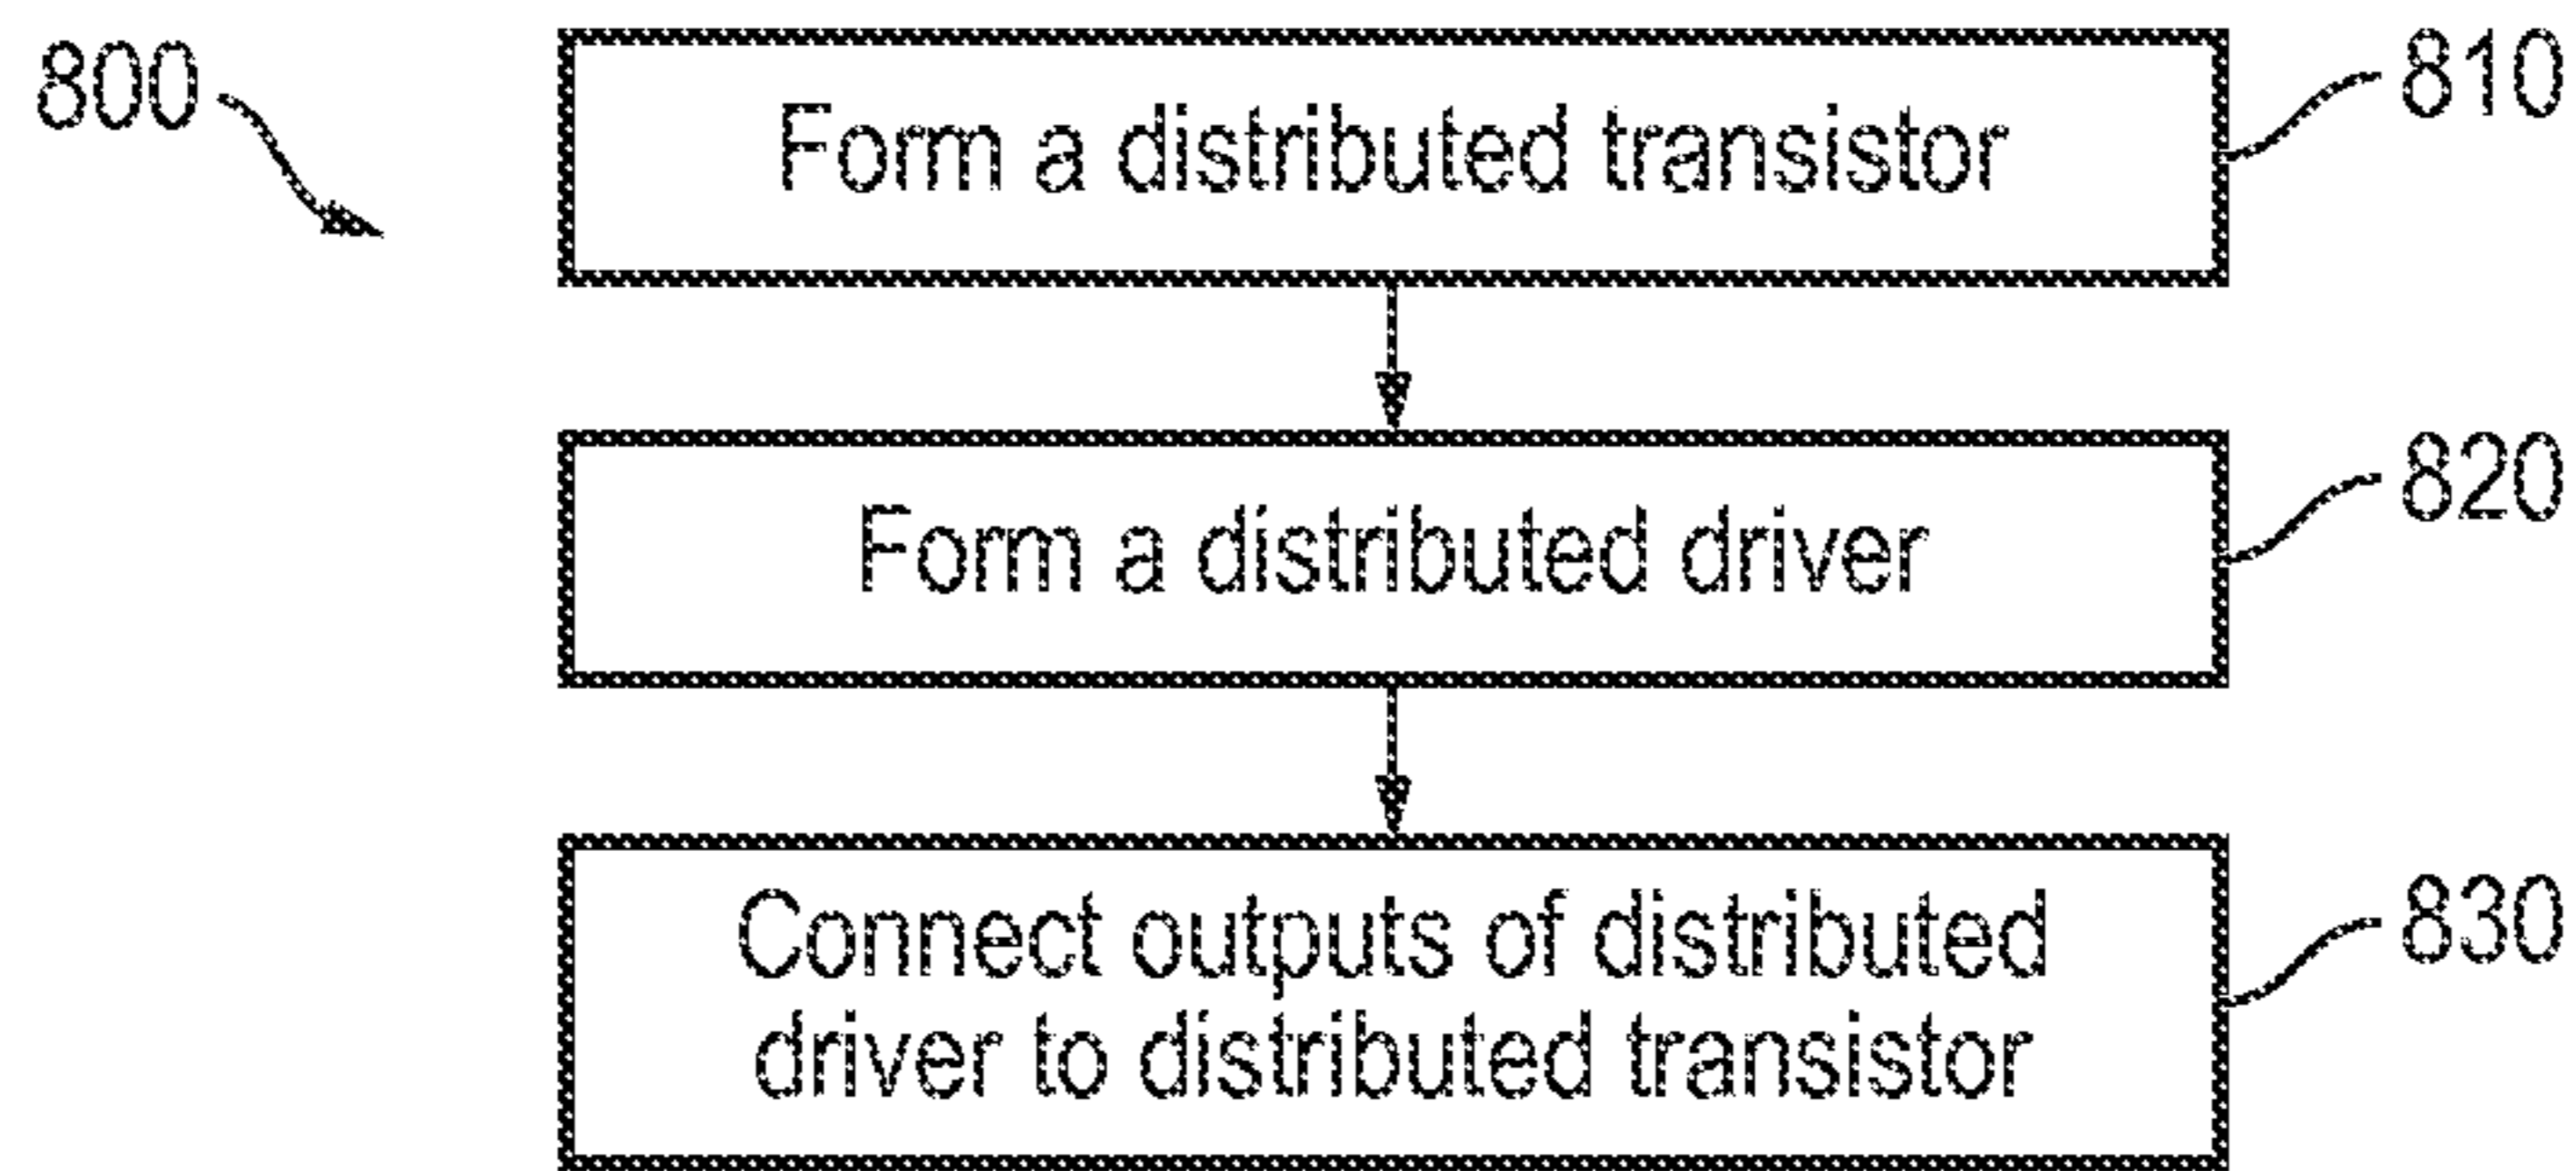 800
Form a distributed transistor
810
Form a distributed driver
820
Connect outputs of distributed
driver to distributed transistor
830